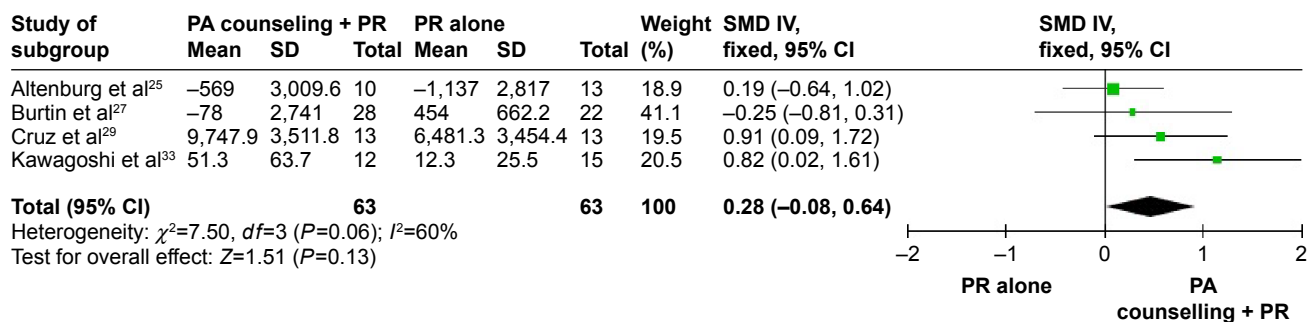 Study of PA counseling + PR PR alone Weight SMD IV, SMD IV,
subgroup Mean SD Total Mean SD Total (%) fixed, 95% CI fixed, 95% CI
Altenburg et al²⁵ –569 3,009.6 10 –1,137 2,817 13 18.9 0.19 (–0.64, 1.02)
Burtin et al²⁷ –78 2,741 28 454 662.2 22 41.1 –0.25 (–0.81, 0.31)
Cruz et al²⁹ 9,747.9 3,511.8 13 6,481.3 3,454.4 13 19.5 0.91 (0.09, 1.72)
Kawagoshi et al³³ 51.3 63.7 12 12.3 25.5 15 20.5 0.82 (0.02, 1.61)
Total (95% CI) 63 63 100 0.28 (–0.08, 0.64)
Heterogeneity: χ²=7.50, df=3 (P=0.06); I²=60%
Test for overall effect: Z=1.51 (P=0.13)
–2 –1 0 1 2
PR alone PA
counselling + PR